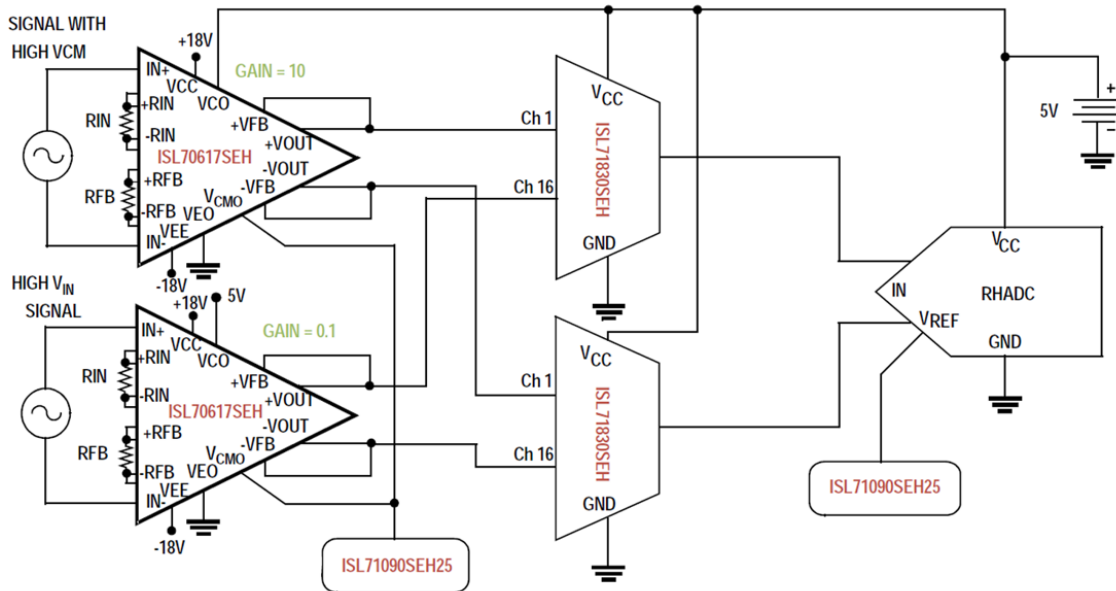 SIGNAL WITH
HIGH VCM
+18V
IN+
VCC
VCO
GAIN = 10
+RIN
RIN
-RIN
+VFB
+VOUT
ISL70617SEH
-VOUT
+RFB
RFB
-RFB
-VFB
VCMO
VEO
VEE
IN-
-18V
HIGH VIN
SIGNAL
+18V
5V
IN+
VCC
VCO
GAIN = 0.1
+RIN
RIN
-RIN
+VFB
+VOUT
ISL70617SEH
-VOUT
+RFB
RFB
-RFB
-VFB
VCMO
VEO
VEE
IN-
-18V
ISL71090SEH25
Ch 1
Ch 16
VCC
ISL71830SEH
GND
Ch 1
Ch 16
VCC
ISL71830SEH
GND
5V
+
−
VCC
IN
RHADC
VREF
GND
ISL71090SEH25